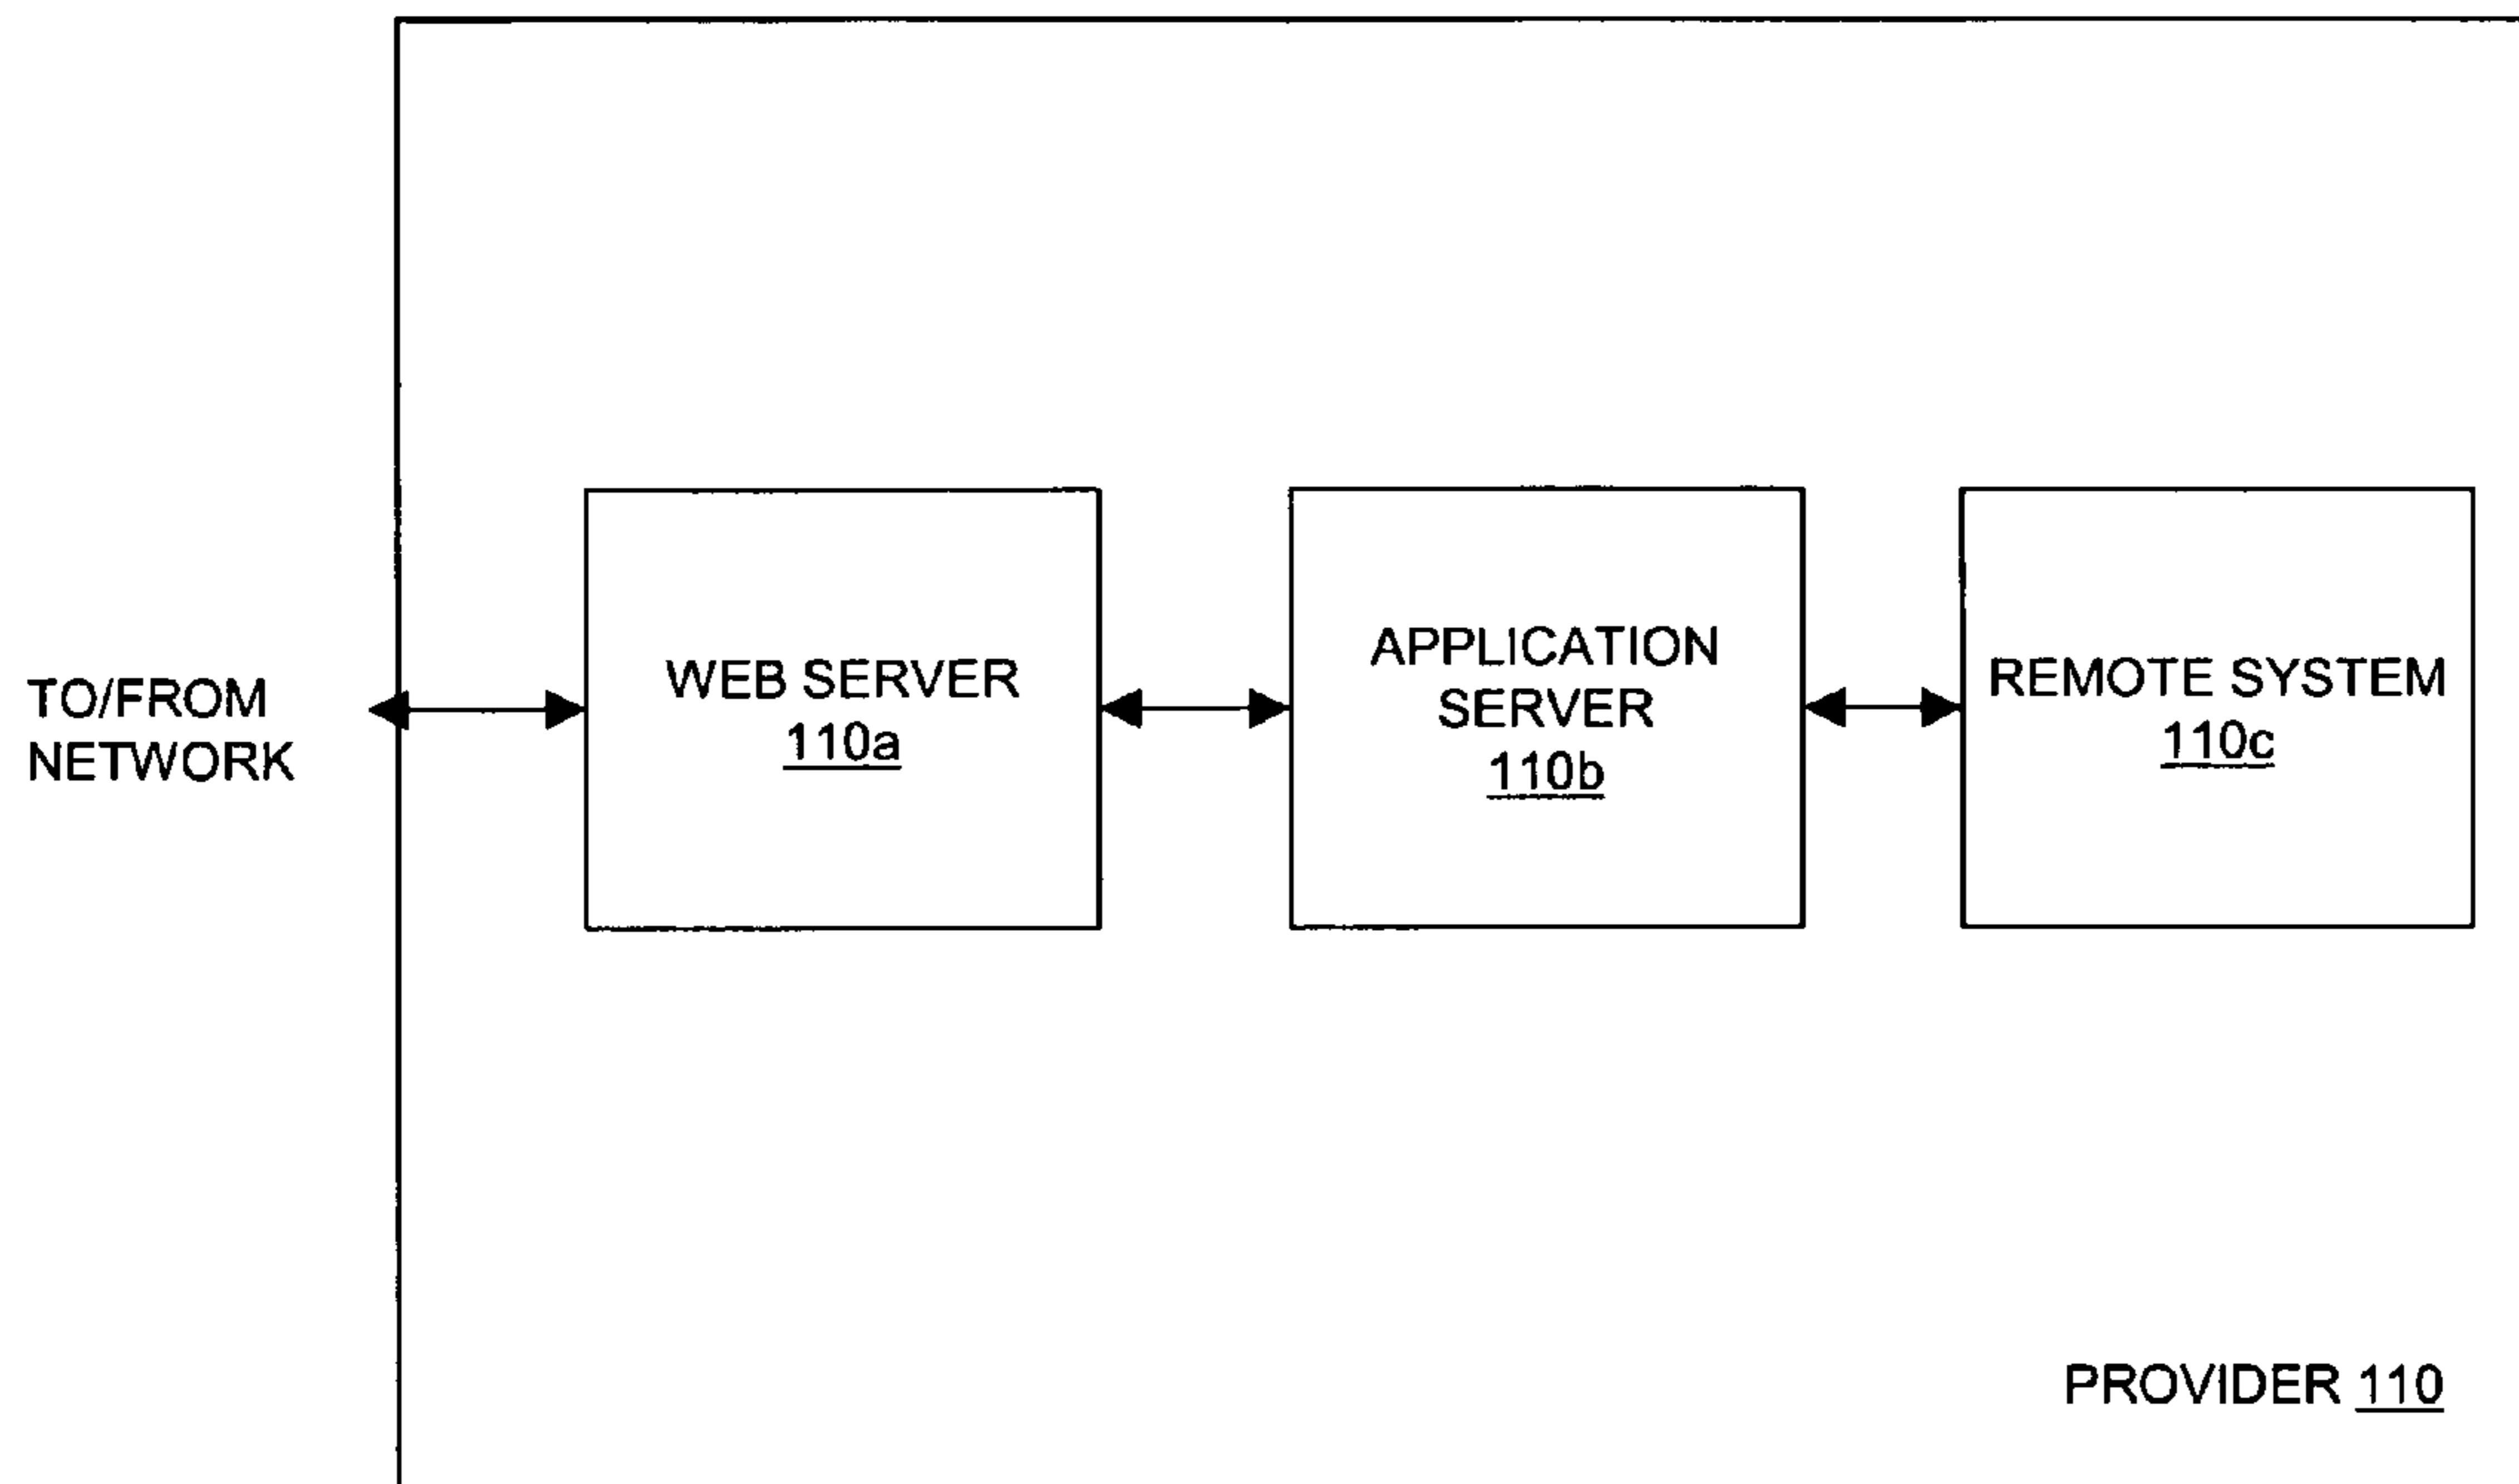 TO/FROM
NETWORK
WEB SERVER
110a
APPLICATION
SERVER
110b
REMOTE SYSTEM
110c
PROVIDER 110